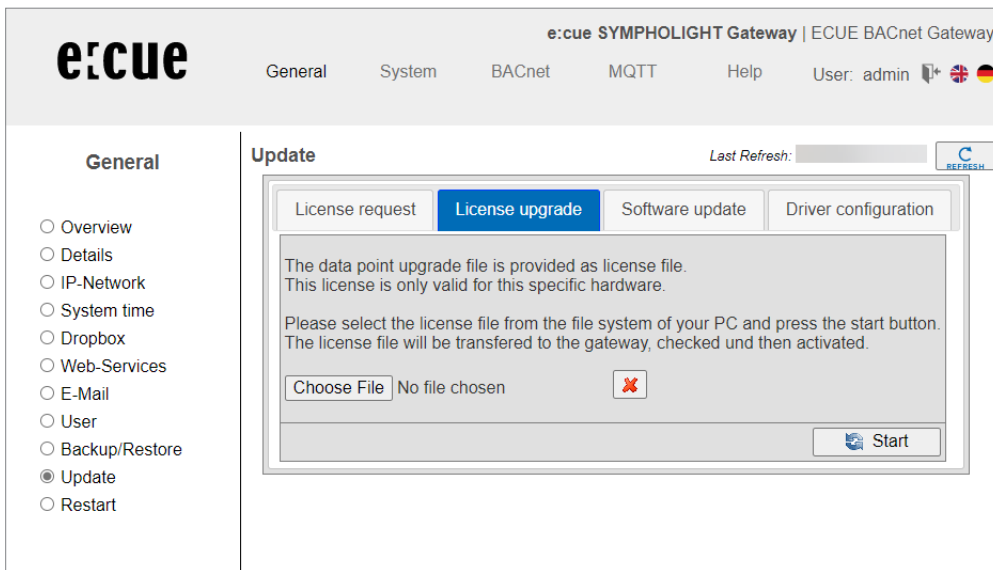 e:cue SYMPHOLIGHT Gateway | ECUE BACnet Gateway
e:cue
General System BACnet MQTT Help User: admin
General
Update Last Refresh: REFRESH
License request License upgrade Software update Driver configuration
Overview
Details
IP-Network
System time
Dropbox
Web-Services
E-Mail
User
Backup/Restore
Update
Restart
The data point upgrade file is provided as license file.
This license is only valid for this specific hardware.
Please select the license file from the file system of your PC and press the start button.
The license file will be transfered to the gateway, checked und then activated.
Choose File No file chosen
Start